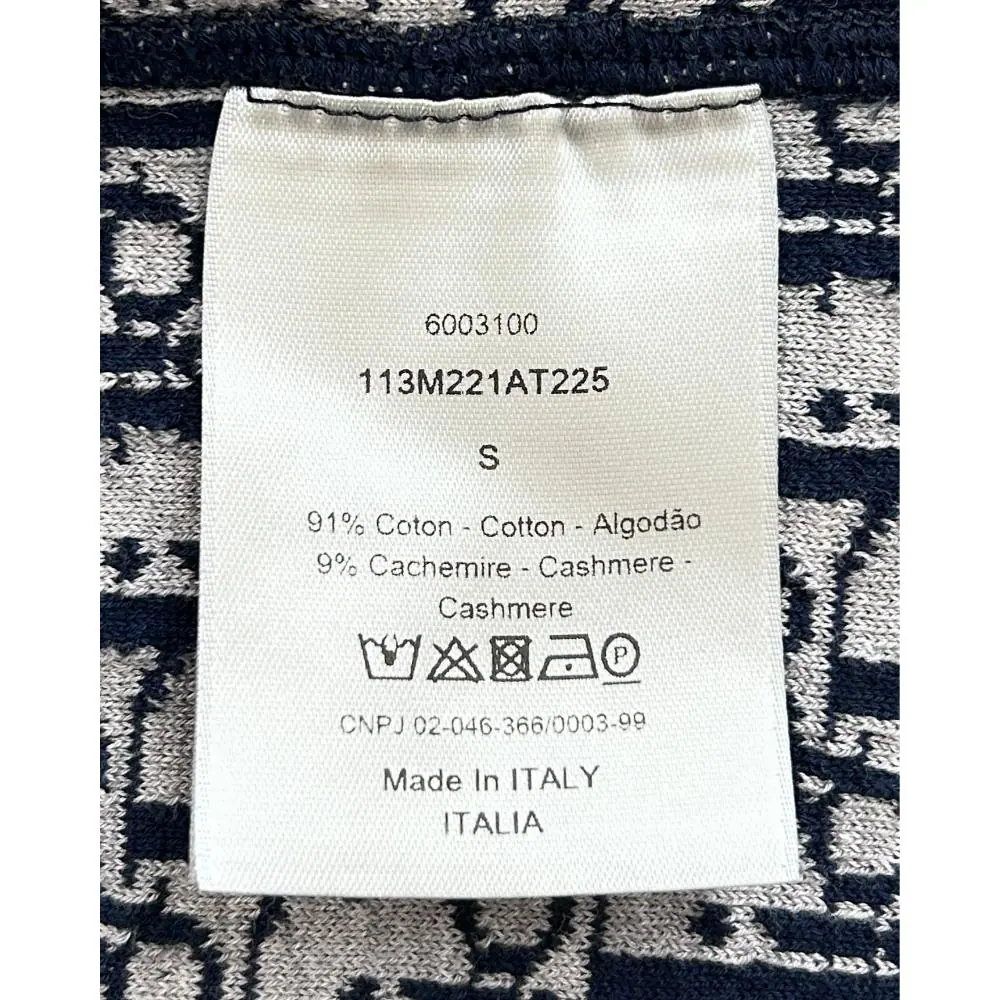 6003100
113M221AT225
S
91% Coton - Cotton - Algodão
9% Cachemire - Cashmere -
Cashmere
P
CNPJ 02-046-366/0003-99
Made In ITALY
ITALIA